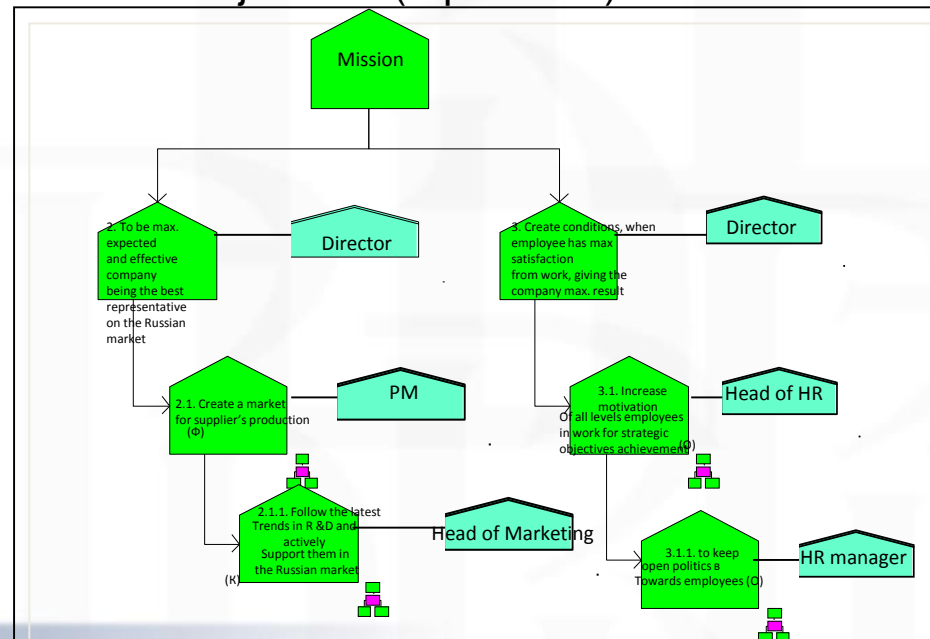 Mission
2. To be max.
expected
and effective
company
being the best
representative
on the Russian
market
Director
3. Create conditions, when
employee has max
satisfaction
from work, giving the
company max. result
Director
2.1. Create a market
for supplier's production
(Ф)
PM
3.1. Increase
motivation
Of all levels employees
in work for strategic
objectives achievement
(О)
Head of HR
2.1.1. Follow the latest
Trends in R &D and
actively
Support them in
the Russian market
(К)
Head of Marketing
3.1.1. to keep
open politics в
Towards employees (О)
HR manager